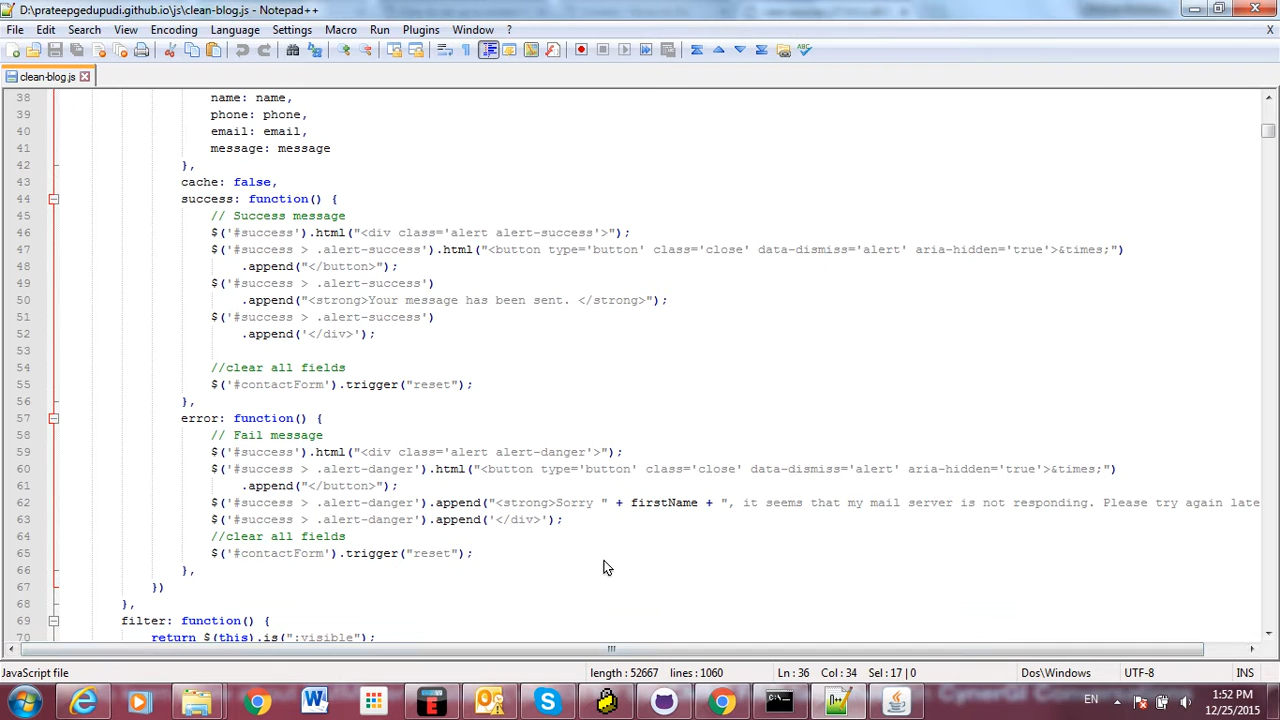 D:\prateepgedupudi.github.io\js\clean-blog.js - Notepad++
File Edit Search View Encoding Language Settings Macro Run Plugins Window ? X
clean-blog.js
38 name: name,
39 phone: phone,
40 email: email,
41 message: message
42 },
43 cache: false,
44 success: function() {
45 // Success message
46 $('#success').html("<div class='alert alert-success'>");
47 $('#success > .alert-success').html("<button type='button' class='close' data-dismiss='alert' aria-hidden='true'>&times;")
48 .append("</button>");
49 $('#success > .alert-success')
50 .append("<strong>Your message has been sent. </strong>");
51 $('#success > .alert-success')
52 .append('</div>');
53
54 //clear all fields
55 $('#contactForm').trigger("reset");
56 },
57 error: function() {
58 // Fail message
59 $('#success').html("<div class='alert alert-danger'>");
60 $('#success > .alert-danger').html("<button type='button' class='close' data-dismiss='alert' aria-hidden='true'>&times;")
61 .append("</button>");
62 $('#success > .alert-danger').append("<strong>Sorry " + firstName + ", it seems that my mail server is not responding. Please try again late
63 $('#success > .alert-danger').append('</div>');
64 //clear all fields
65 $('#contactForm').trigger("reset");
66 },
67 })
68 },
69 filter: function() {
70 return $(this).is(":visible");
JavaScript file length : 52667 lines : 1060 Ln : 36 Col : 34 Sel : 17 | 0 Dos\Windows UTF-8 INS
EN 1:52 PM
12/25/2015